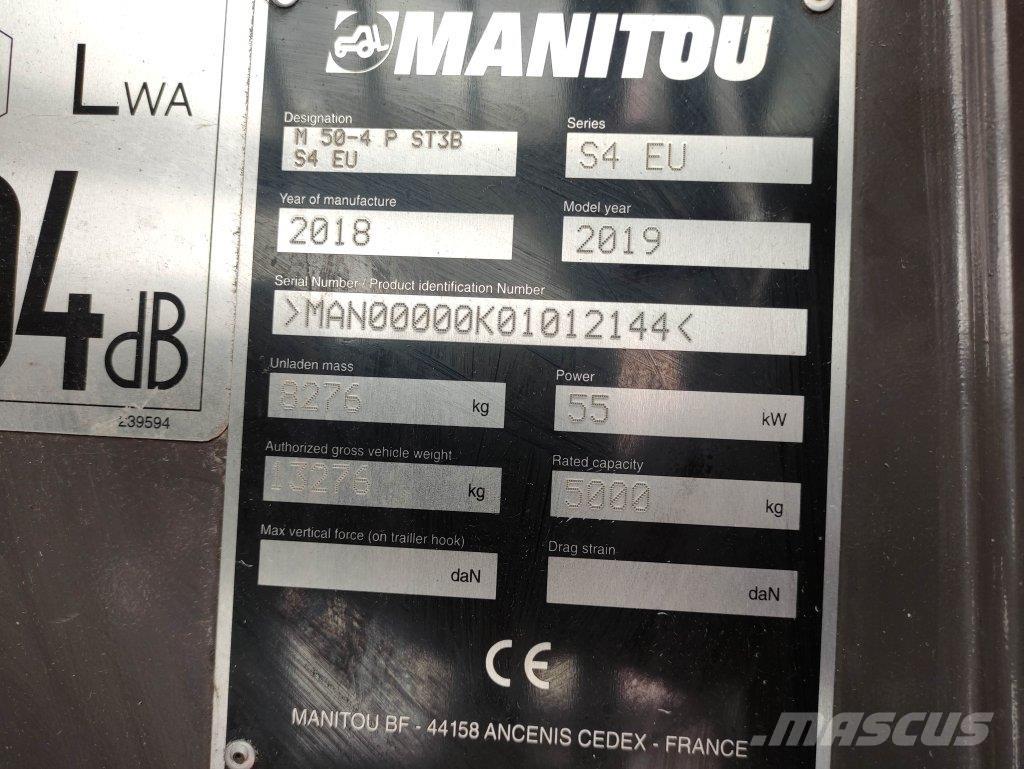 LWA
4dB
239594
MANITOU
Designation
M 50-4 P ST3B
S4 EU
Series
S4 EU
Year of manufacture
2018
Model year
2019
Serial Number / Product identification Number
>MAN00000K01012144<
Unladen mass
8276 kg
Power
55 kW
Authorized gross vehicle weight
13276 kg
Rated capacity
5000 kg
Max vertical force (on trailler hook)
daN
Drag strain
daN
CE
MANITOU BF - 44158 ANCENIS CEDEX - FRANCE
MASCUS